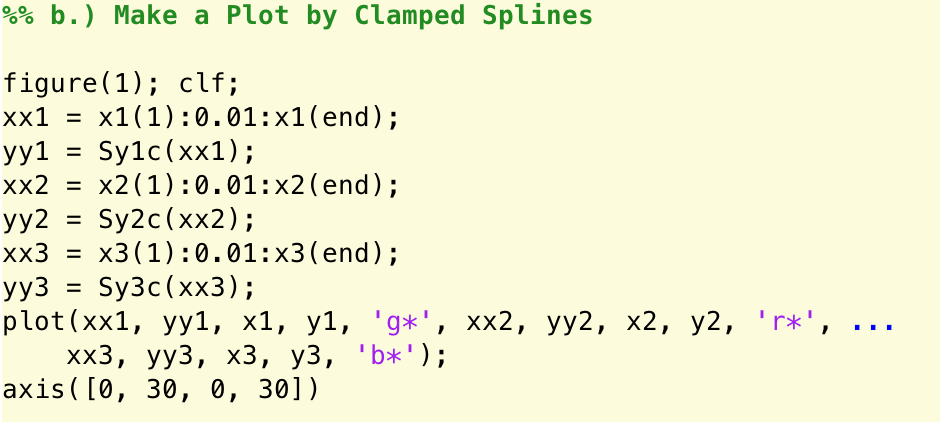 %% b.) Make a Plot by Clamped Splines
figure(1); clf;
xx1 = x1(1):0.01:x1(end);
yy1 = Sy1c(xx1);
xx2 = x2(1):0.01:x2(end);
yy2 = Sy2c(xx2);
xx3 = x3(1):0.01:x3(end);
yy3 = Sy3c(xx3);
plot(xx1, yy1, x1, y1, 'g*', xx2, yy2, x2, y2, 'r*', ...
    xx3, yy3, x3, y3, 'b*');
axis([0, 30, 0, 30])